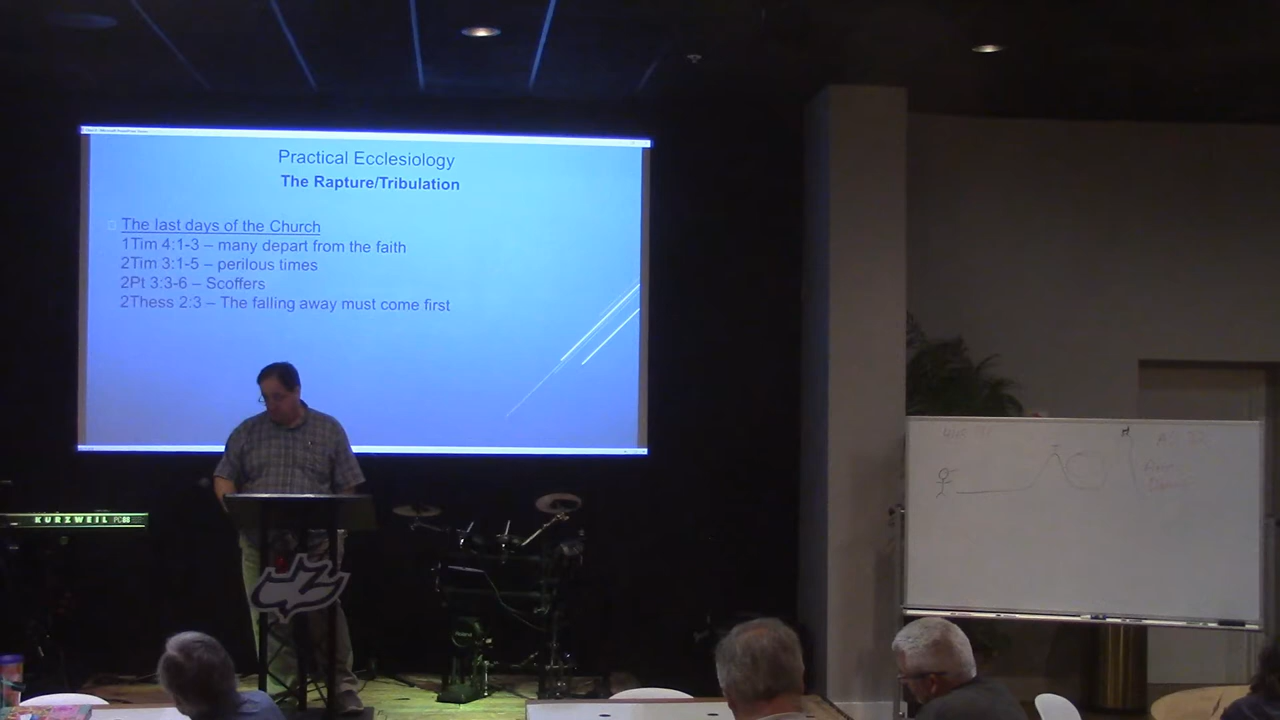 Practical Ecclesiology
The Rapture/Tribulation
The last days of the Church
1Tim 4:1-3 – many depart from the faith
2Tim 3:1-5 – perilous times
2Pt 3:3-6 – Scoffers
2Thess 2:3 – The falling away must come first
KURZWEIL PC88
Roland